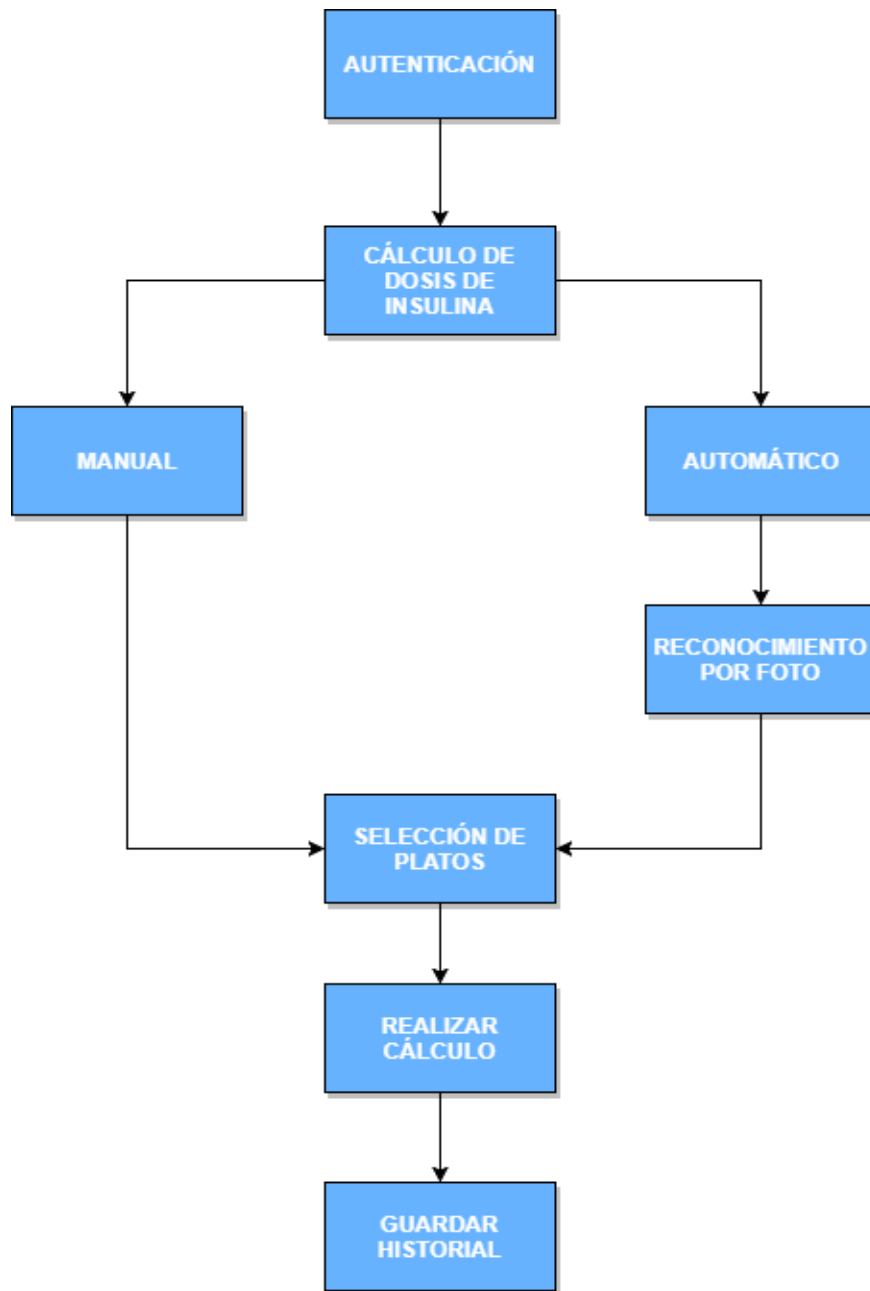 AUTENTICACIÓN
CÁLCULO DE
DOSIS DE
INSULINA
MANUAL
AUTOMÁTICO
RECONOCIMIENTO
POR FOTO
SELECCIÓN DE
PLATOS
REALIZAR
CÁLCULO
GUARDAR
HISTORIAL